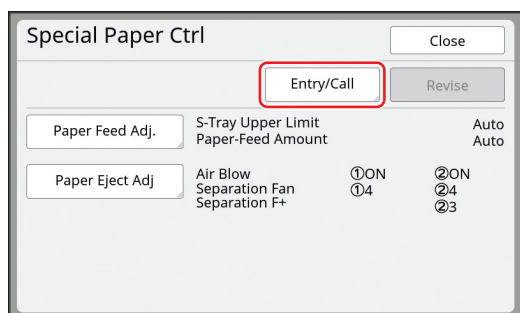 Special Paper Ctrl
Close
Entry/Call
Revise
Paper Feed Adj.
S-Tray Upper Limit Auto
Paper-Feed Amount Auto
Paper Eject Adj
Air Blow ①ON ②ON
Separation Fan ①4 ②4
Separation F+ ②3